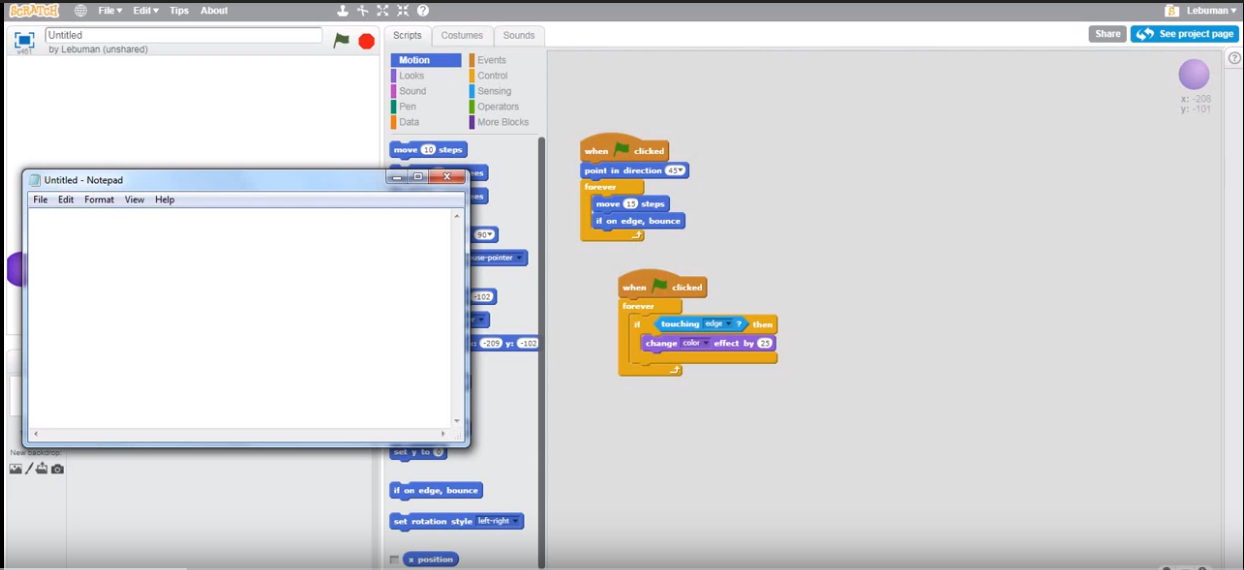 SCRATCH File Edit Tips About Lebuman
Untitled
by Lebuman (unshared)
v461
Scripts Costumes Sounds
Share See project page
Motion Events
Looks Control
Sound Sensing
Pen Operators
Data More Blocks
x: -208
y: -101
move 10 steps
when clicked
point in direction 45
forever
move 15 steps
if on edge, bounce
Untitled - Notepad
File Edit Format View Help
90
-102
-209 y: -102
when clicked
forever
if touching edge ? then
change color effect by 25
New backdrop:
set y to 0
if on edge, bounce
set rotation style left-right
x position